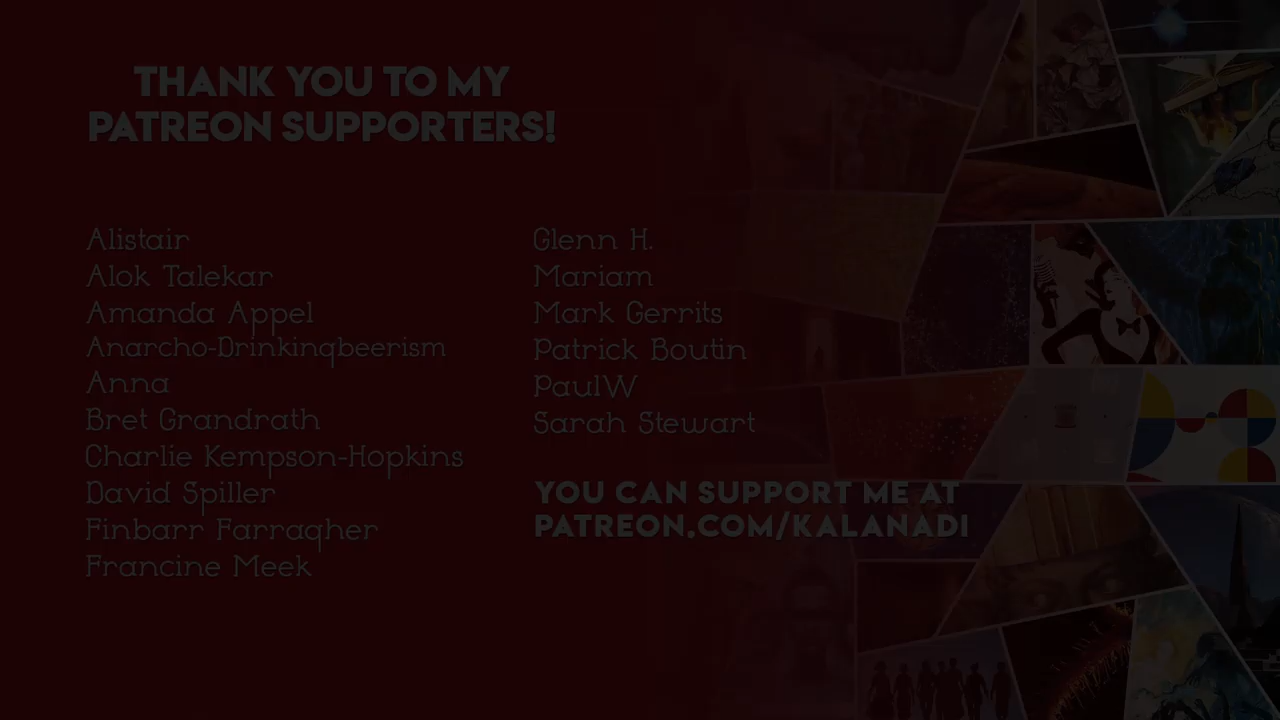 THANK YOU TO MY
PATREON SUPPORTERS!
Alistair
Alok Talekar
Amanda Appel
Anarcho-Drinkingbeerism
Anna
Bret Grandrath
Charlie Kempson-Hopkins
David Spiller
Finbarr Farragher
Francine Meek
Glenn H.
Mariam
Mark Gerrits
Patrick Boutin
PaulW
Sarah Stewart
YOU CAN SUPPORT ME AT
PATREON.COM/KALANADI